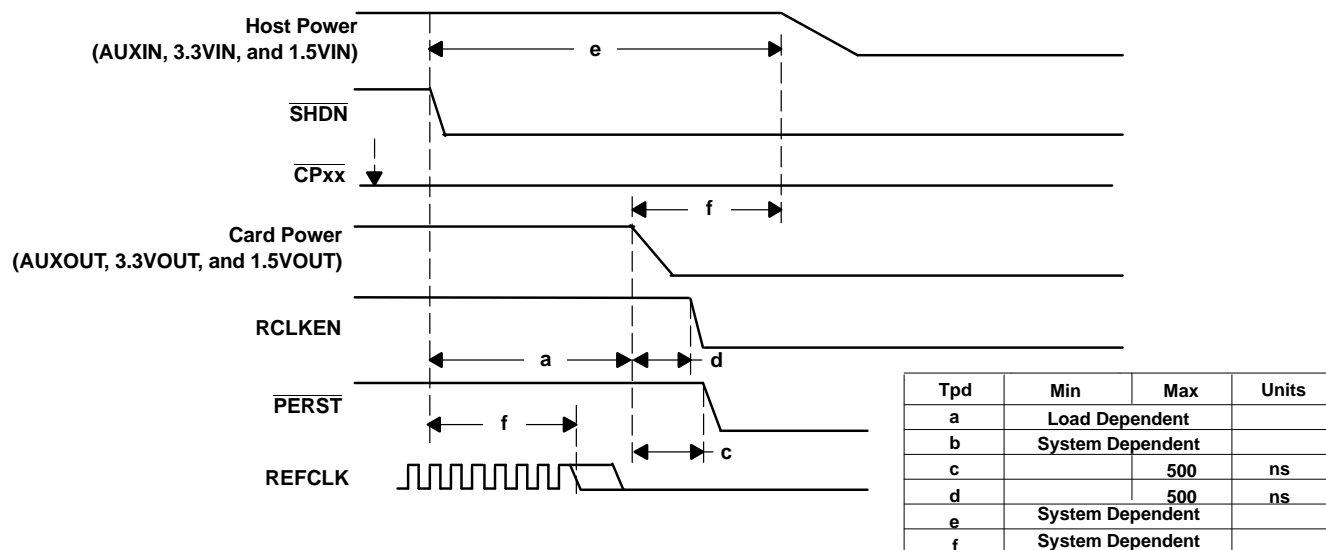 Host Power
(AUXIN, 3.3VIN, and 1.5VIN)
e
SHDN
CPxx
f
Card Power
(AUXOUT, 3.3VOUT, and 1.5VOUT)
RCLKEN
a
d
PERST
f
c
REFCLK
Tpd Min Max Units
a Load Dependent
b System Dependent
c 500 ns
d 500 ns
e System Dependent
f System Dependent